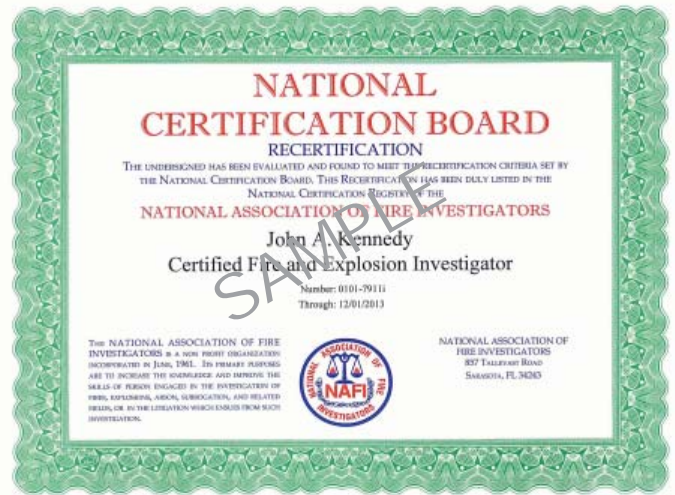 NATIONAL
CERTIFICATION BOARD
RECERTIFICATION
THE UNDERSIGNED HAS BEEN EVALUATED AND FOUND TO MEET THE RECERTIFICATION CRITERIA SET BY
THE NATIONAL CERTIFICATION BOARD. THIS RECERTIFICATION HAS BEEN DULY LISTED IN THE
NATIONAL CERTIFICATION REGISTRY OF THE
NATIONAL ASSOCIATION OF FIRE INVESTIGATORS
John A. Kennedy
Certified Fire and Explosion Investigator
Number: 0101-7911i
Through: 12/01/2013
SAMPLE
THE NATIONAL ASSOCIATION OF FIRE
INVESTIGATORS IS A NON PROFIT ORGANIZATION
INCORPORATED IN JUNE, 1961. ITS PRIMARY PURPOSES
ARE TO INCREASE THE KNOWLEDGE AND IMPROVE THE
SKILLS OF PERSON ENGAGED IN THE INVESTIGATION OF
FIRES, EXPLOSIONS, ARSON, SUBROGATION, AND RELATED
FIELDS, OR IN THE LITIGATION WHICH ENSUES FROM SUCH
INVESTIGATION.
NATIONAL ASSOCIATION OF FIRE
INVESTIGATORS
NAFI
NATIONAL ASSOCIATION OF
FIRE INVESTIGATORS
857 TALLEVAST ROAD
SARASOTA, FL 34243